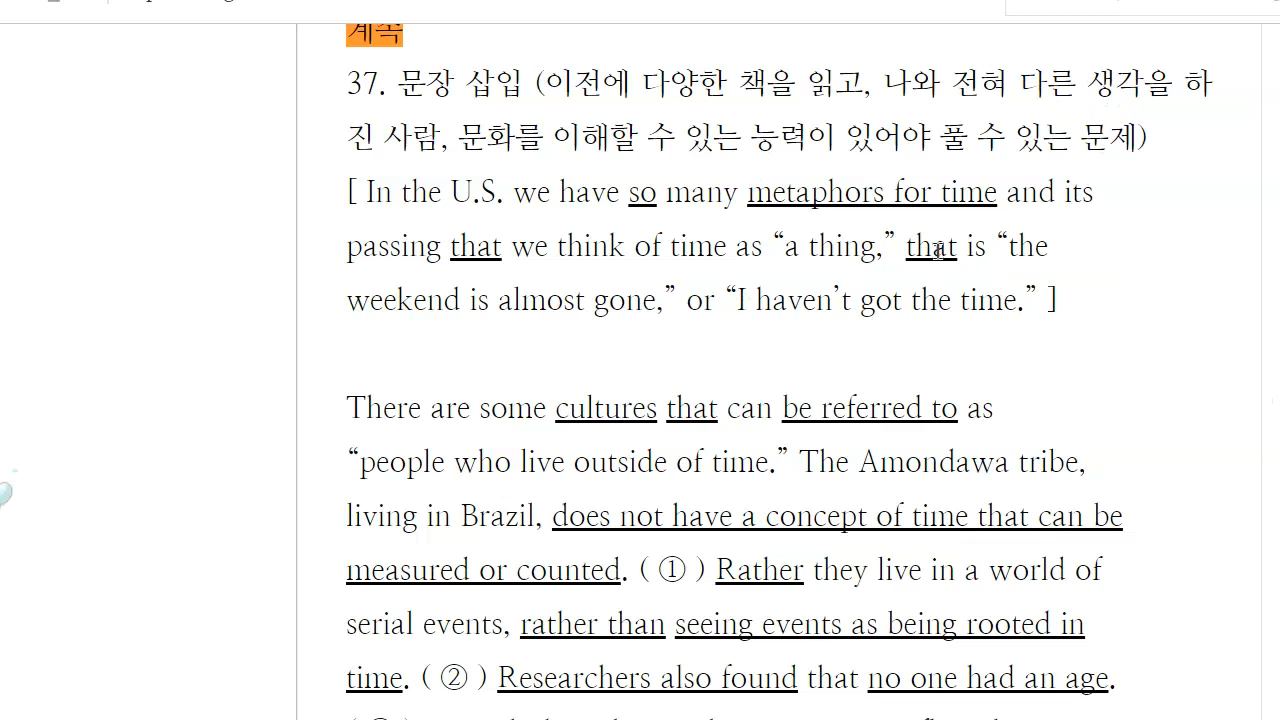 계속
37. 문장 삽입 (이전에 다양한 책을 읽고, 나와 전혀 다른 생각을 하
진 사람, 문화를 이해할 수 있는 능력이 있어야 풀 수 있는 문제)
[ In the U.S. we have so many metaphors for time and its
passing that we think of time as “a thing,” that is “the
weekend is almost gone,” or “I haven’t got the time.” ]
There are some cultures that can be referred to as
“people who live outside of time.” The Amondawa tribe,
living in Brazil, does not have a concept of time that can be
measured or counted. ( ① ) Rather they live in a world of
serial events, rather than seeing events as being rooted in
time. ( ② ) Researchers also found that no one had an age.